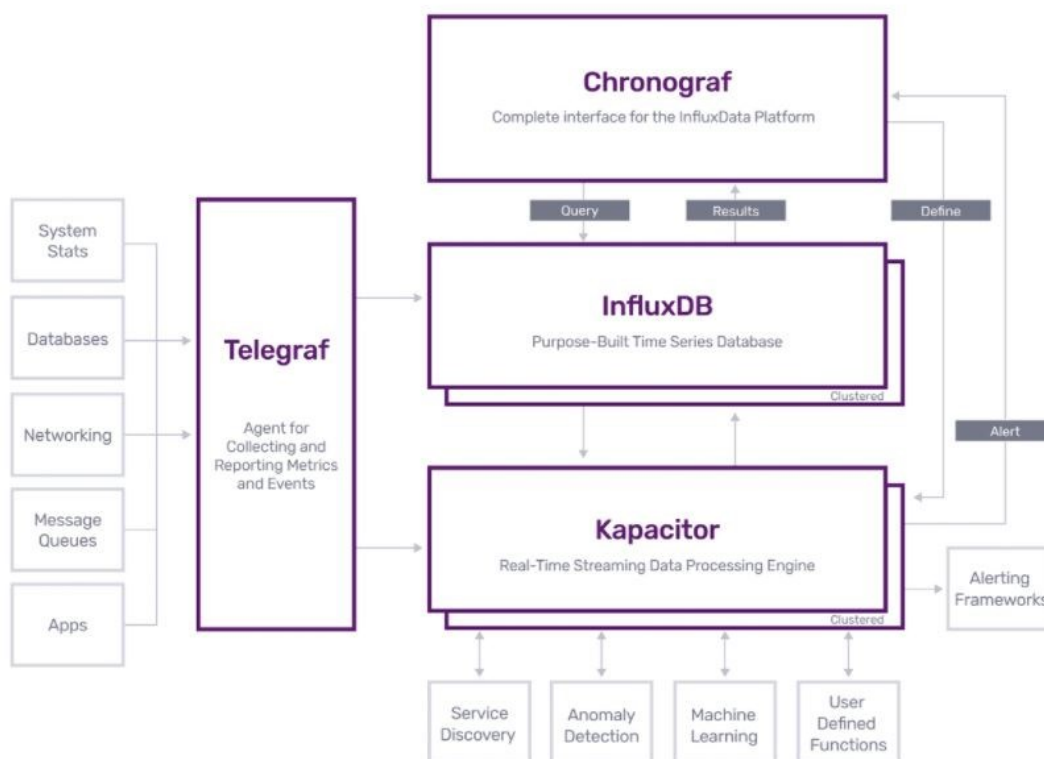 Chronograf
Complete interface for the InfluxData Platform
Query
Results
Define
System
Stats
Databases
Networking
Message
Queues
Apps
Telegraf
Agent for
Collecting and
Reporting Metrics
and Events
InfluxDB
Purpose-Built Time Series Database
Clustered
Alert
Kapacitor
Real-Time Streaming Data Processing Engine
Clustered
Alerting
Frameworks
Service
Discovery
Anomaly
Detection
Machine
Learning
User
Defined
Functions